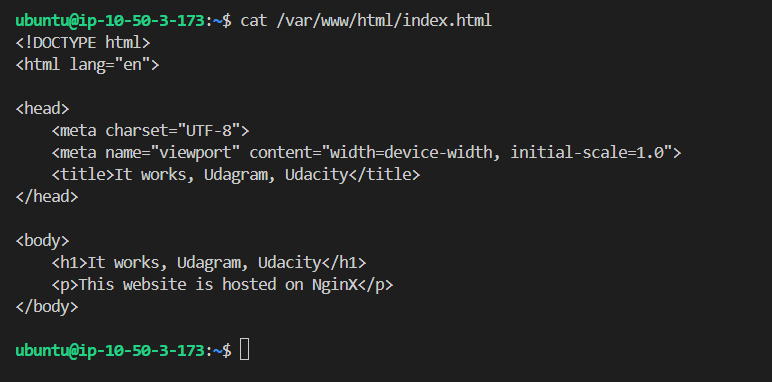 ubuntu@ip-10-50-3-173:~$ cat /var/www/html/index.html
<!DOCTYPE html>
<html lang="en">
<head>
    <meta charset="UTF-8">
    <meta name="viewport" content="width=device-width, initial-scale=1.0">
    <title>It works, Udagram, Udacity</title>
</head>
<body>
    <h1>It works, Udagram, Udacity</h1>
    <p>This website is hosted on NginX</p>
</body>
ubuntu@ip-10-50-3-173:~$